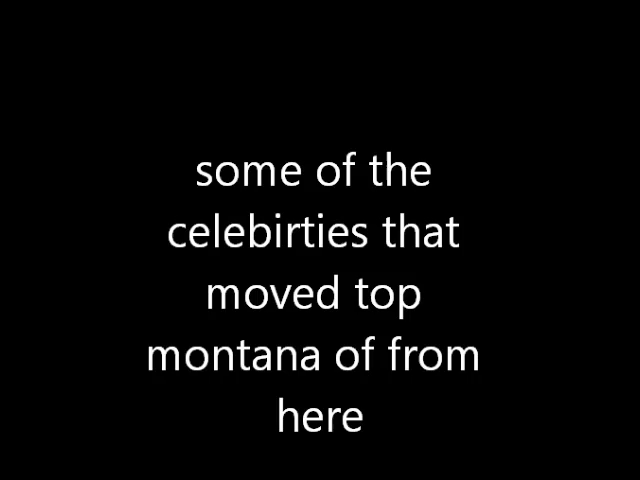 some of the
celebirties that
moved top
montana of from
here